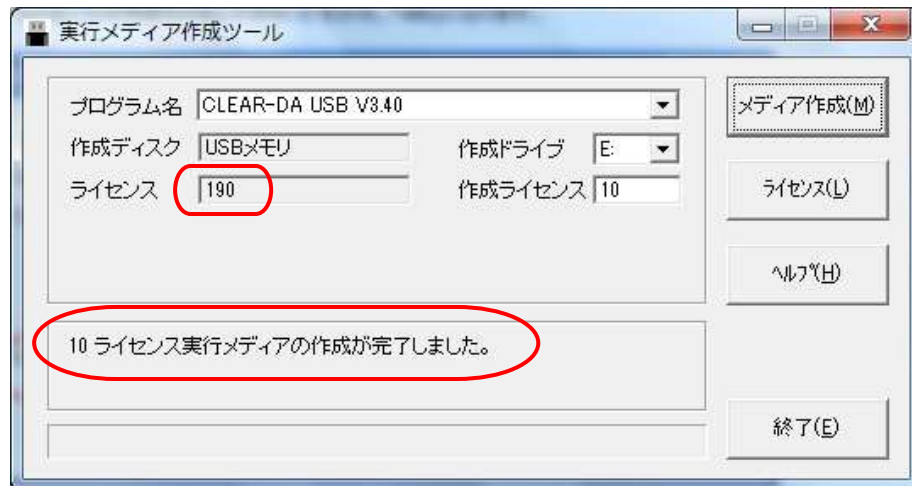 実行メディア作成ツール
プログラム名 CLEAR-DA USB V3.40
メディア作成(M)
作成ディスク USBメモリ 作成ドライブ E:
ライセンス 190 作成ライセンス 10
ライセンス(L)
ヘルプ(H)
10 ライセンス実行メディアの作成が完了しました。
終了(E)